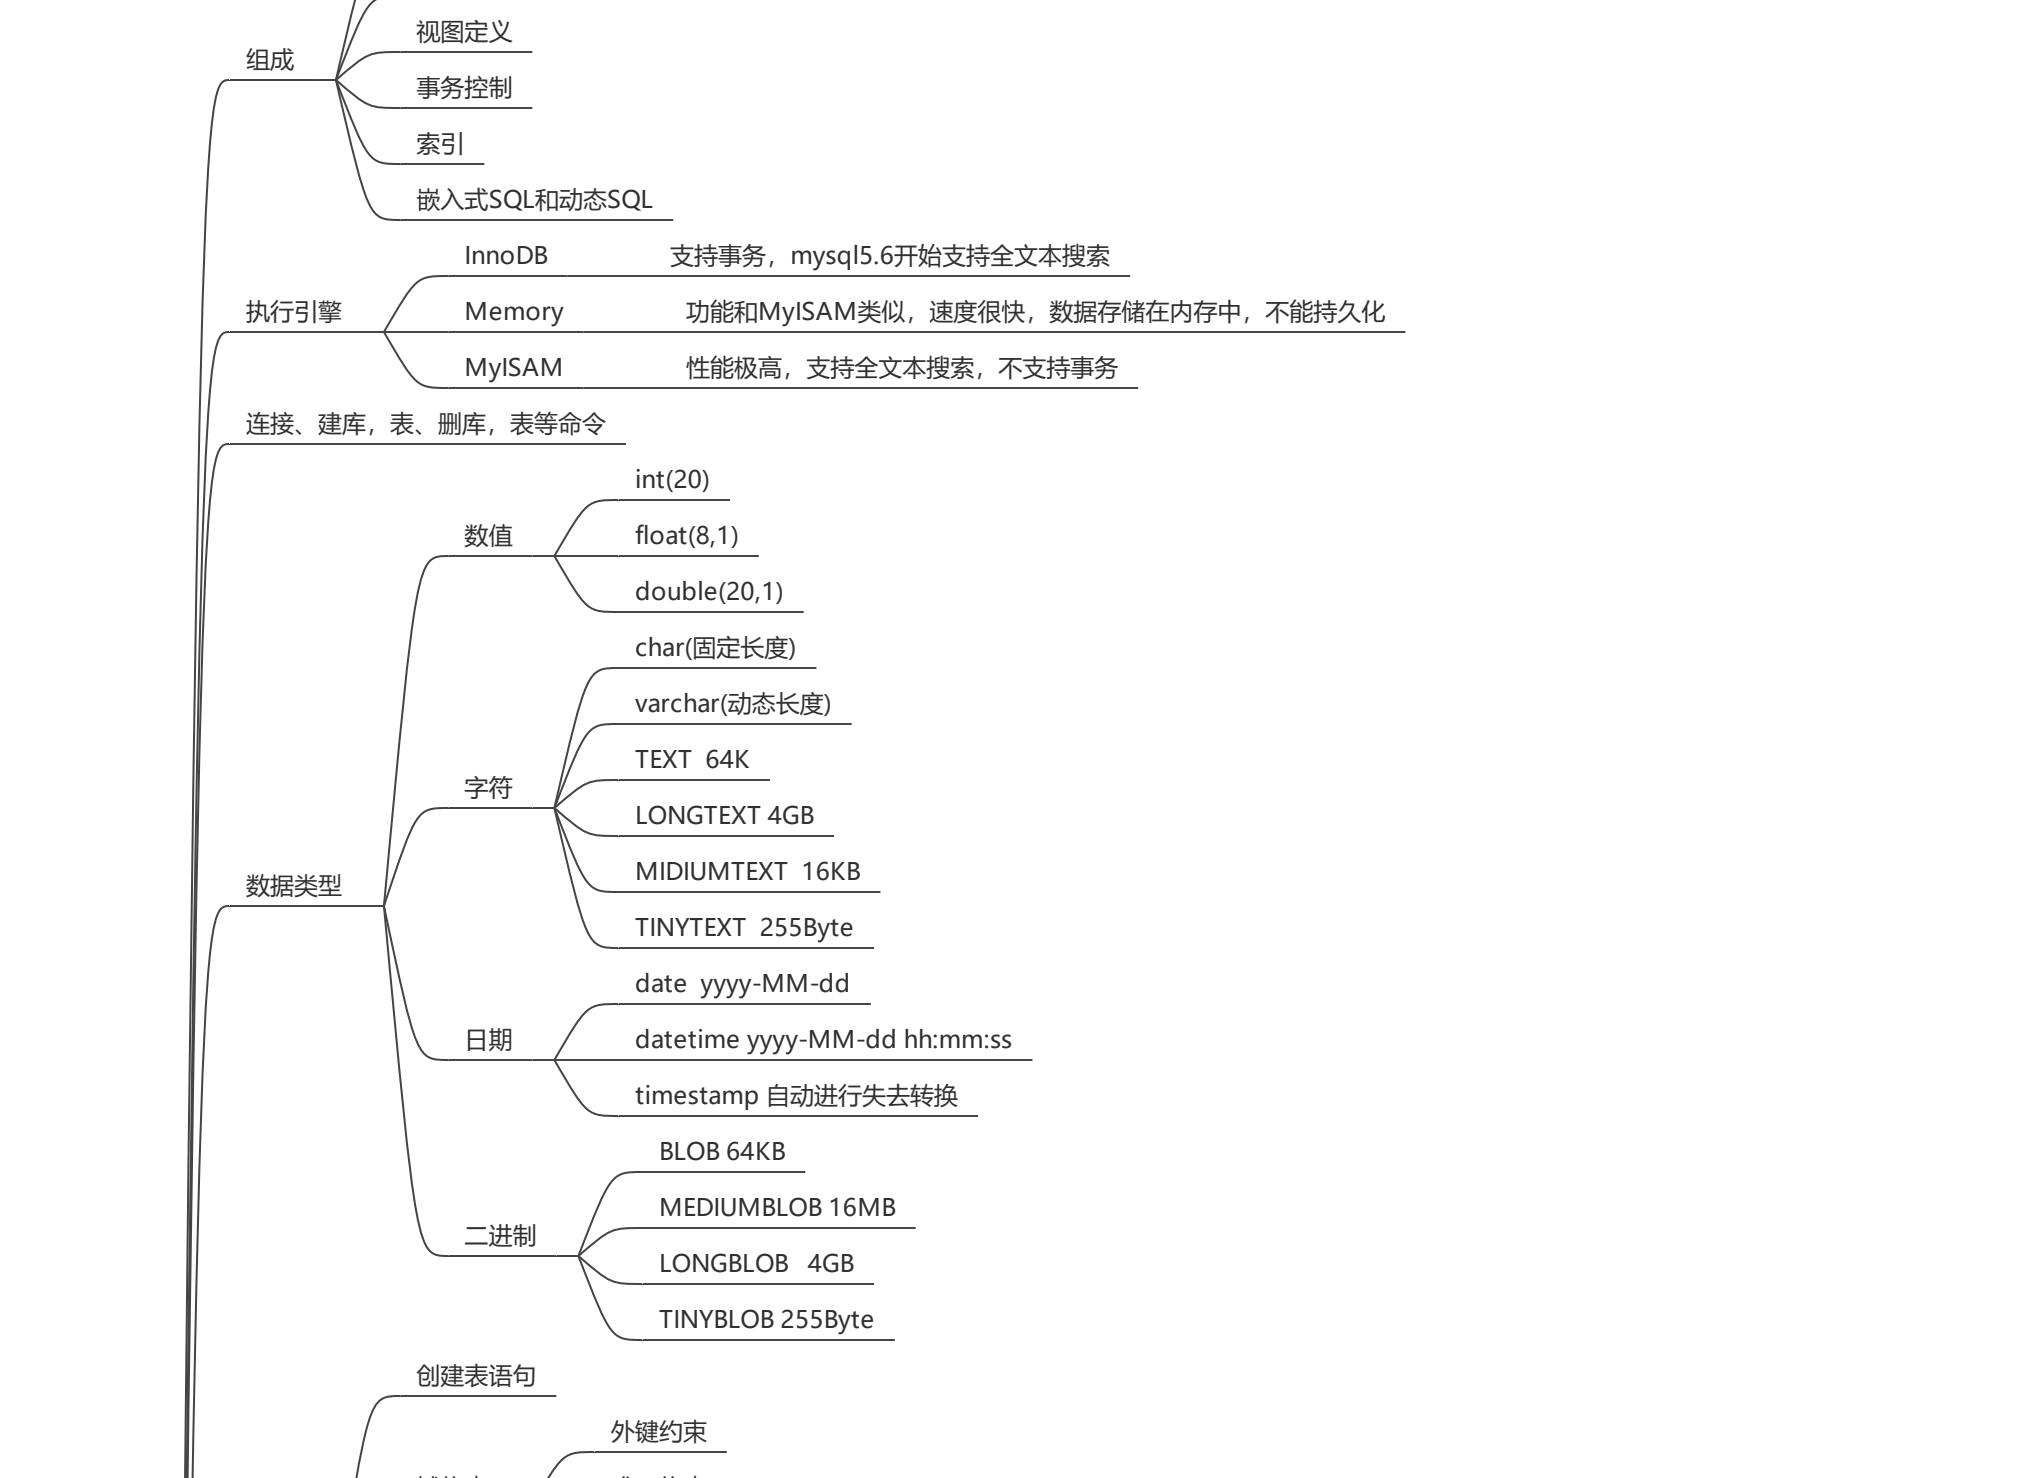 视图定义
组成
事务控制
索引
嵌入式SQL和动态SQL
InnoDB 支持事务，mysql5.6开始支持全文本搜索
执行引擎 Memory 功能和MyISAM类似，速度很快，数据存储在内存中，不能持久化
MyISAM 性能极高，支持全文本搜索，不支持事务
连接、建库，表、删库，表等命令
int(20)
数值 float(8,1)
double(20,1)
char(固定长度)
varchar(动态长度)
TEXT 64K
字符
LONGTEXT 4GB
MIDIUMTEXT 16KB
数据类型
TINYTEXT 255Byte
date yyyy-MM-dd
日期 datetime yyyy-MM-dd hh:mm:ss
timestamp 自动进行失去转换
BLOB 64KB
MEDIUMBLOB 16MB
二进制
LONGBLOB 4GB
TINYBLOB 255Byte
创建表语句
外键约束